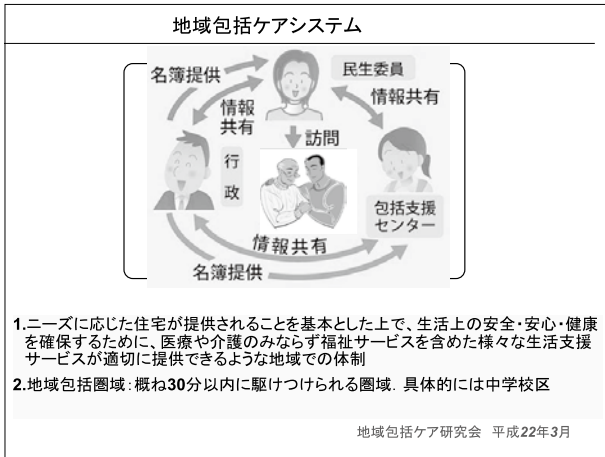 地域包括ケアシステム
名簿提供
民生委員
情報
共有
情報共有
訪問
行
政
包括支援
センター
情報共有
名簿提供
1.ニーズに応じた住宅が提供されることを基本とした上で、生活上の安全・安心・健康
を確保するために、医療や介護のみならず福祉サービスを含めた様々な生活支援
サービスが適切に提供できるような地域での体制
2.地域包括圏域：概ね30分以内に駆けつけられる圏域. 具体的には中学校区
地域包括ケア研究会 平成22年3月